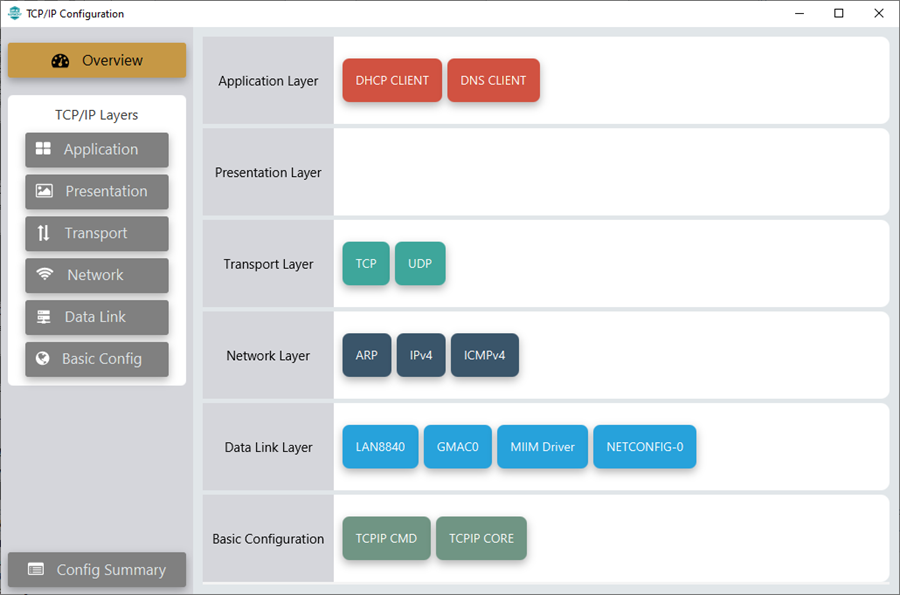 TCP/IP Configuration
Overview
TCP/IP Layers
Application
Presentation
Transport
Network
Data Link
Basic Config
Config Summary
Application Layer
DHCP CLIENT
DNS CLIENT
Presentation Layer
Transport Layer
TCP
UDP
Network Layer
ARP
IPv4
ICMPv4
Data Link Layer
LAN8840
GMAC0
MIIM Driver
NETCONFIG-0
Basic Configuration
TCPIP CMD
TCPIP CORE